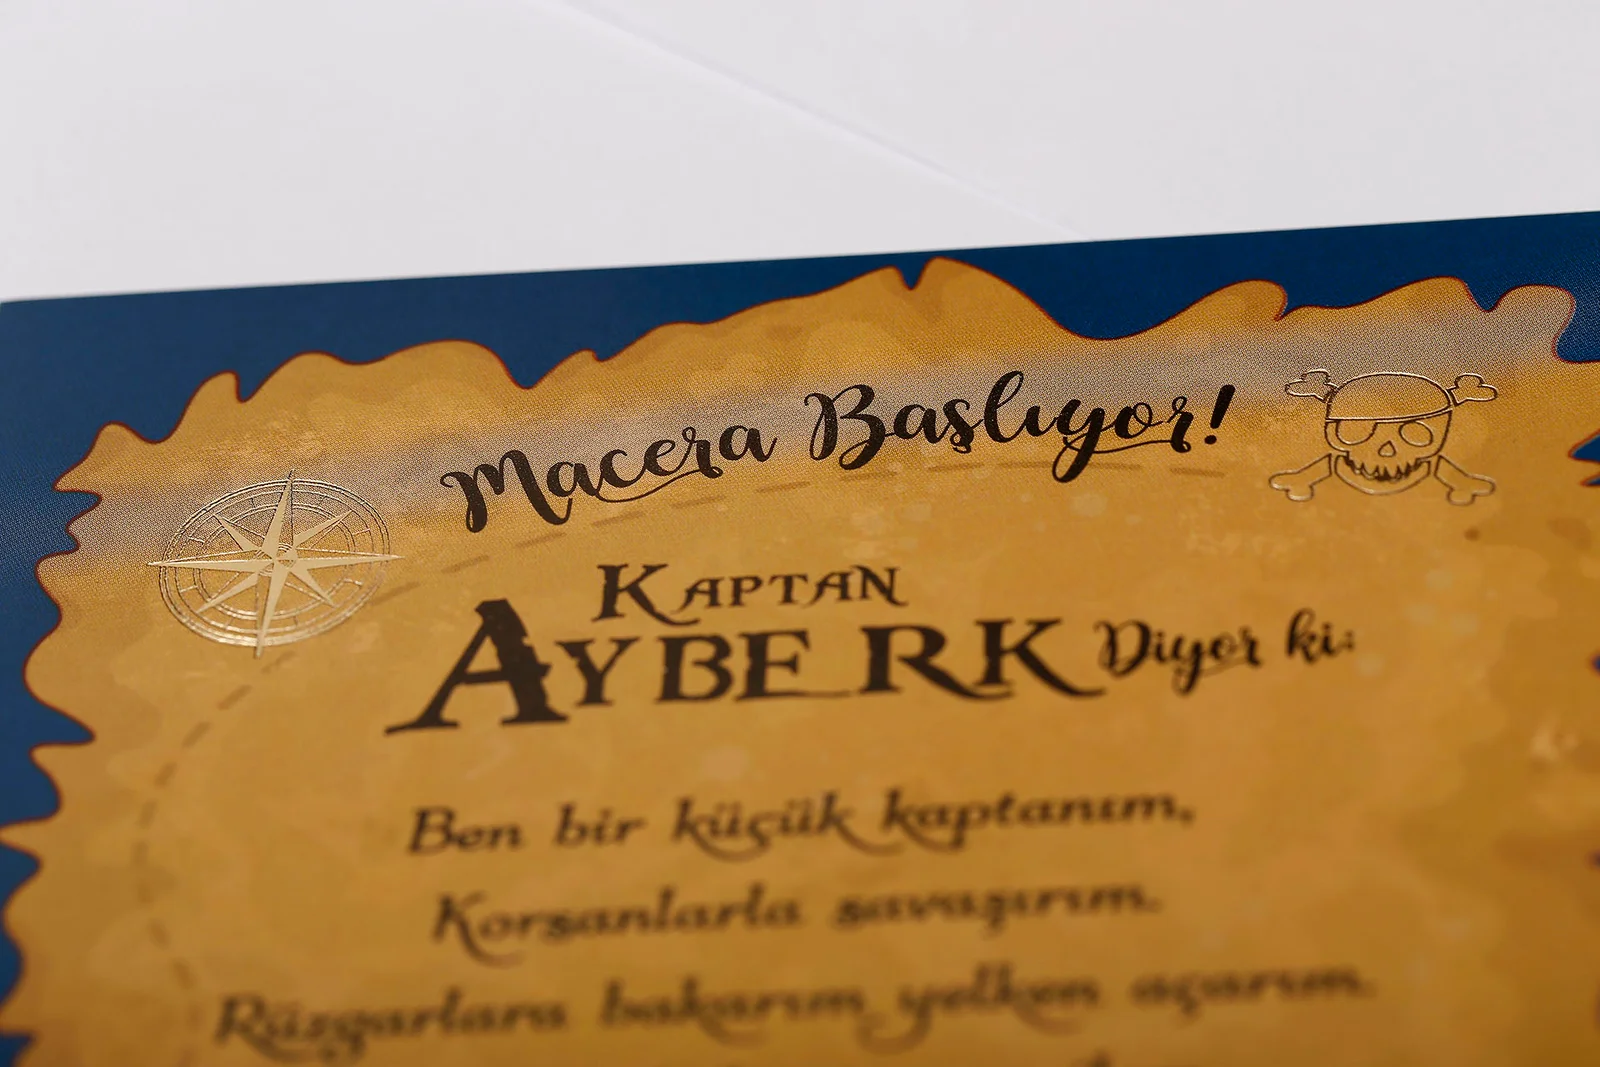 Macera Başlıyor!
KAPTAN
AYBERK Diyor ki:
Ben bir küçük kaptanım,
Korsanlarla savaşırım.
Rüzgarlara bakarım yelken açarım.